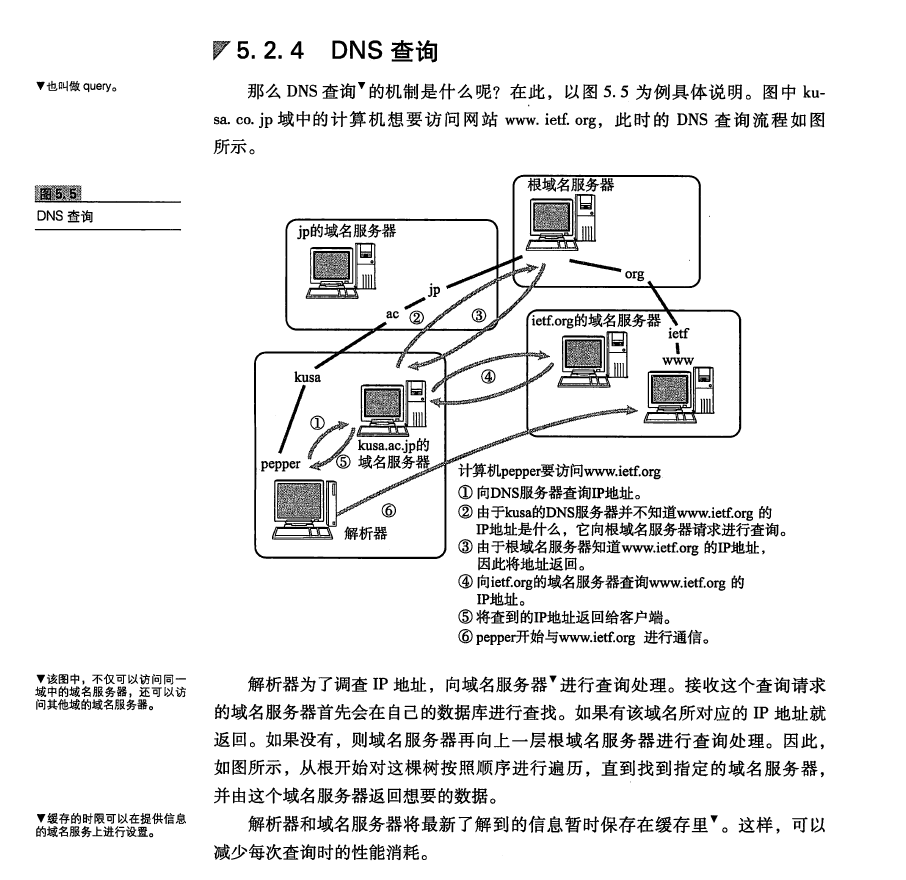 5.2.4 DNS 查询
▼也叫做 query。
那么 DNS 查询▼的机制是什么呢？在此，以图 5.5 为例具体说明。图中 ku-
sa.co.jp 域中的计算机想要访问网站 www.ietf.org，此时的 DNS 查询流程如图
所示。
图5.5
DNS 查询
根域名服务器
jp的域名服务器
org
jp
ac
②
③
ietf.org的域名服务器
ietf
www
kusa
④
①
kusa.ac.jp的
域名服务器
pepper
⑤
⑥
解析器
计算机pepper要访问www.ietf.org
①向DNS服务器查询IP地址。
②由于kusa的DNS服务器并不知道www.ietf.org 的
IP地址是什么，它向根域名服务器请求进行查询。
③由于根域名服务器知道www.ietf.org 的IP地址，
因此将地址返回。
④向ietf.org的域名服务器查询www.ietf.org 的
IP地址。
⑤将查到的IP地址返回给客户端。
⑥pepper开始与www.ietf.org 进行通信。
▼该图中，不仅可以访问同一
域中的域名服务器，还可以访
问其他域的域名服务器。
解析器为了调查 IP 地址，向域名服务器▼进行查询处理。接收这个查询请求
的域名服务器首先会在自己的数据库进行查找。如果有该域名所对应的 IP 地址就
返回。如果没有，则域名服务器再向上一层根域名服务器进行查询处理。因此，
如图所示，从根开始对这棵树按照顺序进行遍历，直到找到指定的域名服务器，
并由这个域名服务器返回想要的数据。
▼缓存的时限可以在提供信息
的域名服务上进行设置。
解析器和域名服务器将最新了解到的信息暂时保存在缓存里▼。这样，可以
减少每次查询时的性能消耗。